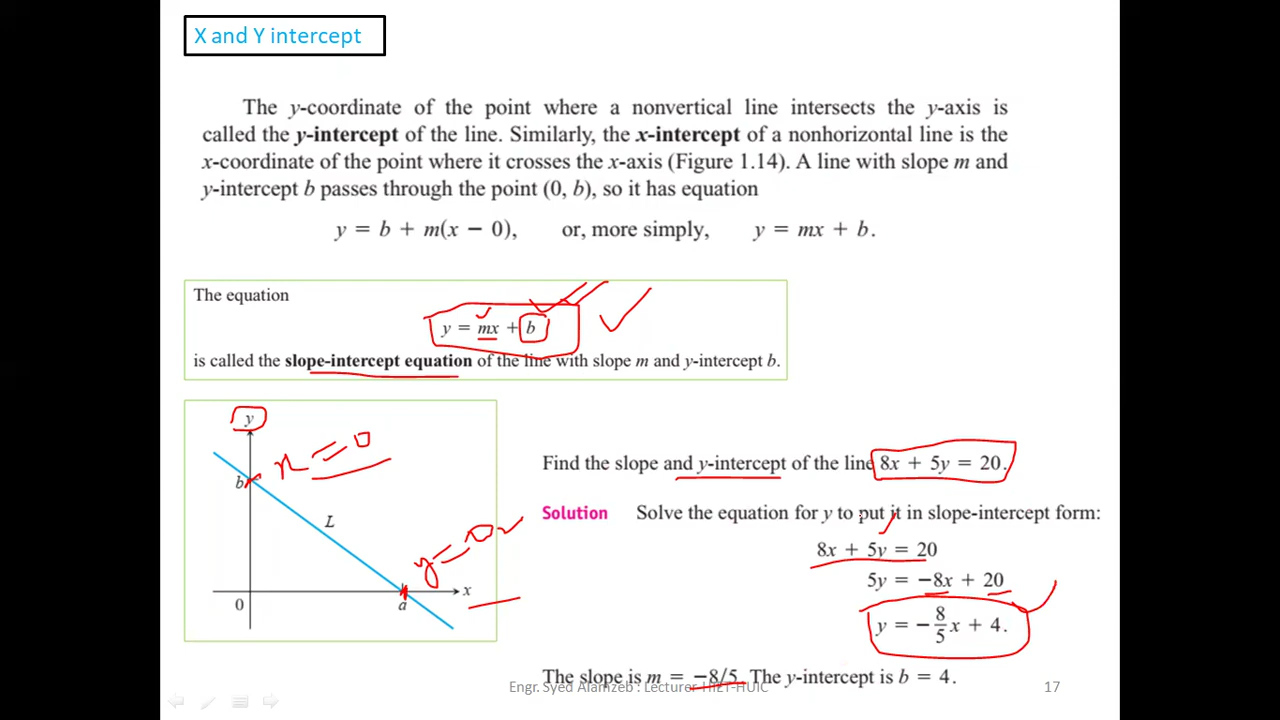 X and Y intercept
The y-coordinate of the point where a nonvertical line intersects the y-axis is
called the y-intercept of the line. Similarly, the x-intercept of a nonhorizontal line is the
x-coordinate of the point where it crosses the x-axis (Figure 1.14). A line with slope m and
y-intercept b passes through the point (0, b), so it has equation
y = b + m(x − 0), or, more simply, y = mx + b.
The equation
y = mx + b
is called the slope-intercept equation of the line with slope m and y-intercept b.
y
x = 0
b
L
y = 0
0
a
x
Find the slope and y-intercept of the line 8x + 5y = 20.
Solution Solve the equation for y to put it in slope-intercept form:
8x + 5y = 20
5y = −8x + 20
y = −8/5 x + 4.
The slope is m = −8/5. The y-intercept is b = 4.
Engr. Syed Alamzeb : Lecturer HIET-HUIC
17